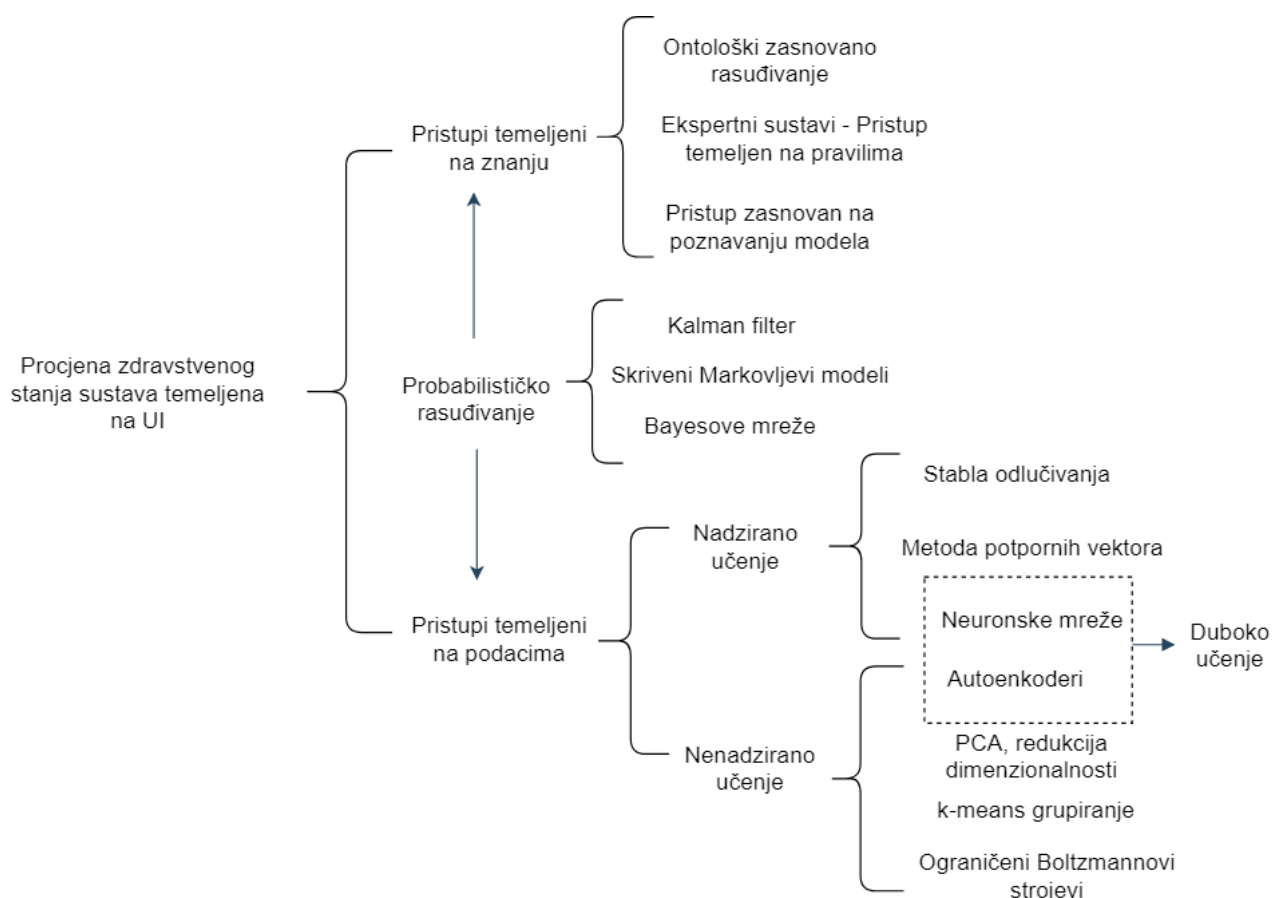 Procjena zdravstvenog
stanja sustava temeljena
na UI
Pristupi temeljeni
na znanju
Ontološki zasnovano
rasuđivanje
Ekspertni sustavi - Pristup
temeljen na pravilima
Pristup zasnovan na
poznavanju modela
Probabilističko
rasuđivanje
Kalman filter
Skriveni Markovljevi modeli
Bayesove mreže
Pristupi temeljeni
na podacima
Nadzirano
učenje
Stabla odlučivanja
Metoda potpornih vektora
Neuronske mreže
Autoenkoderi
Duboko
učenje
Nenadzirano
učenje
PCA, redukcija
dimenzionalnosti
k-means grupiranje
Ograničeni Boltzmannovi
strojevi